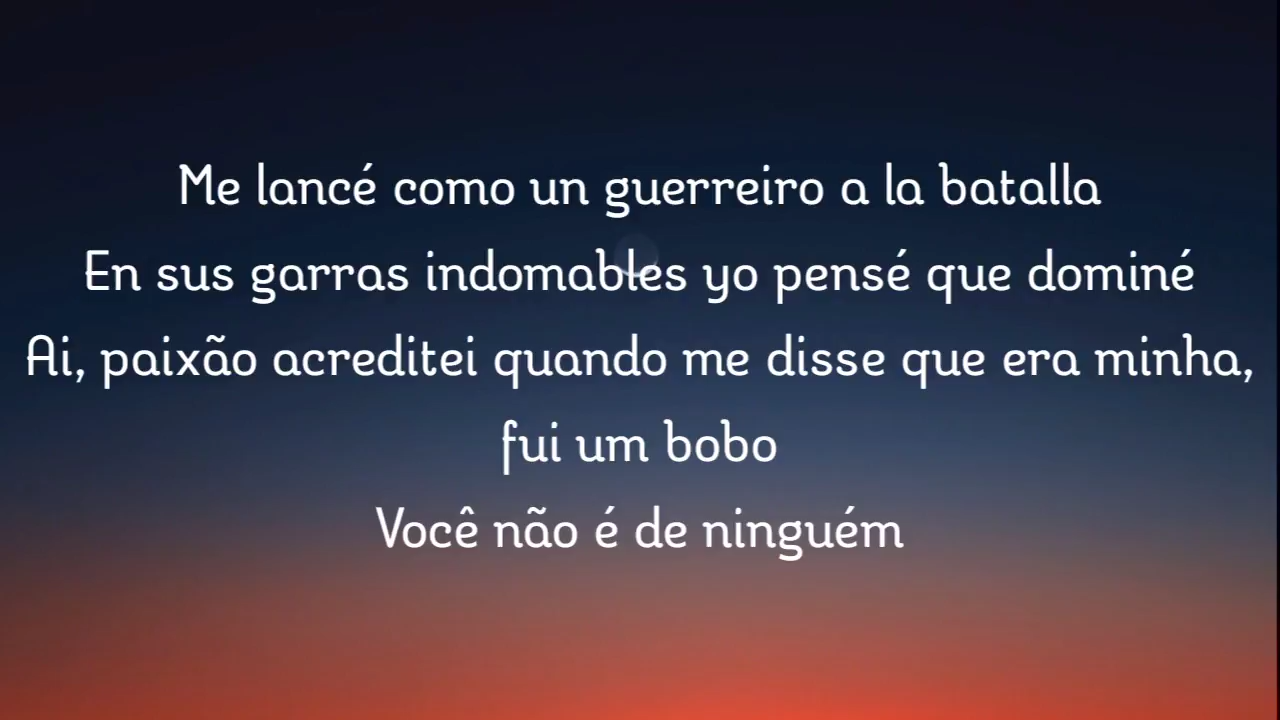 Me lancé como un guerreiro a la batalla
En sus garras indomables yo pensé que dominé
Ai, paixão acreditei quando me disse que era minha,
fui um bobo
Você não é de ninguém